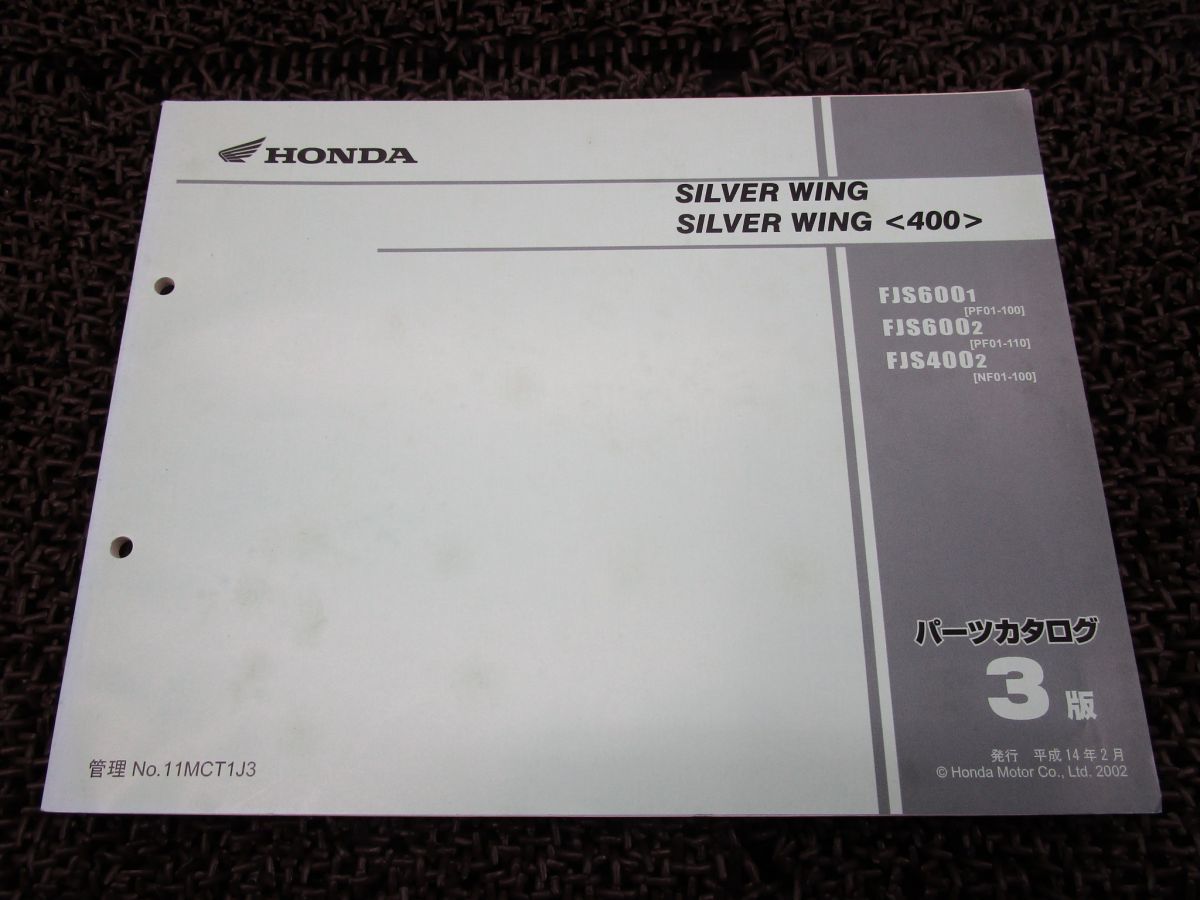 HONDA
SILVER WING
SILVER WING <400>
FJS6001
[PF01-100]
FJS6002
[PF01-110]
FJS4002
[NF01-100]
パーツカタログ
3版
発行 平成14年2月
© Honda Motor Co., Ltd. 2002
管理 No.11MCT1J3